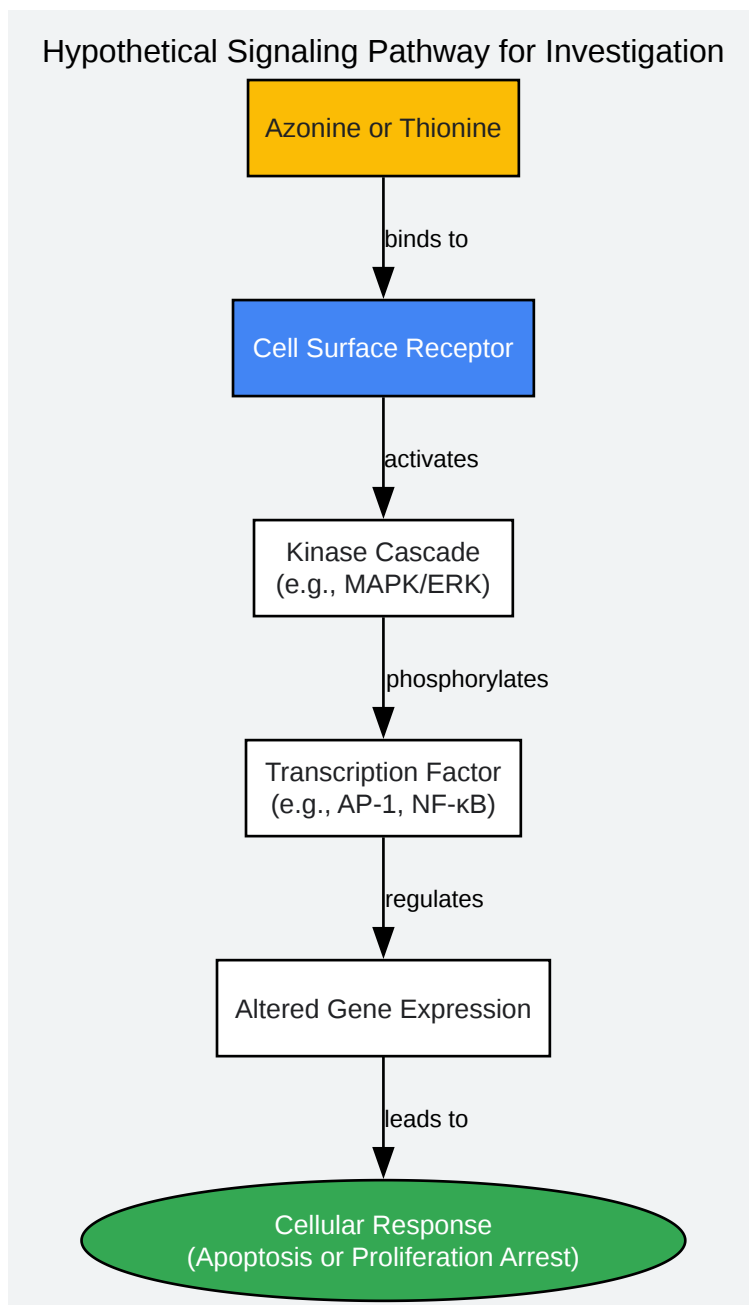 Hypothetical Signaling Pathway for Investigation
Azonine or Thionine
binds to
Cell Surface Receptor
activates
Kinase Cascade
(e.g., MAPK/ERK)
phosphorylates
Transcription Factor
(e.g., AP-1, NF-κB)
regulates
Altered Gene Expression
leads to
Cellular Response
(Apoptosis or Proliferation Arrest)